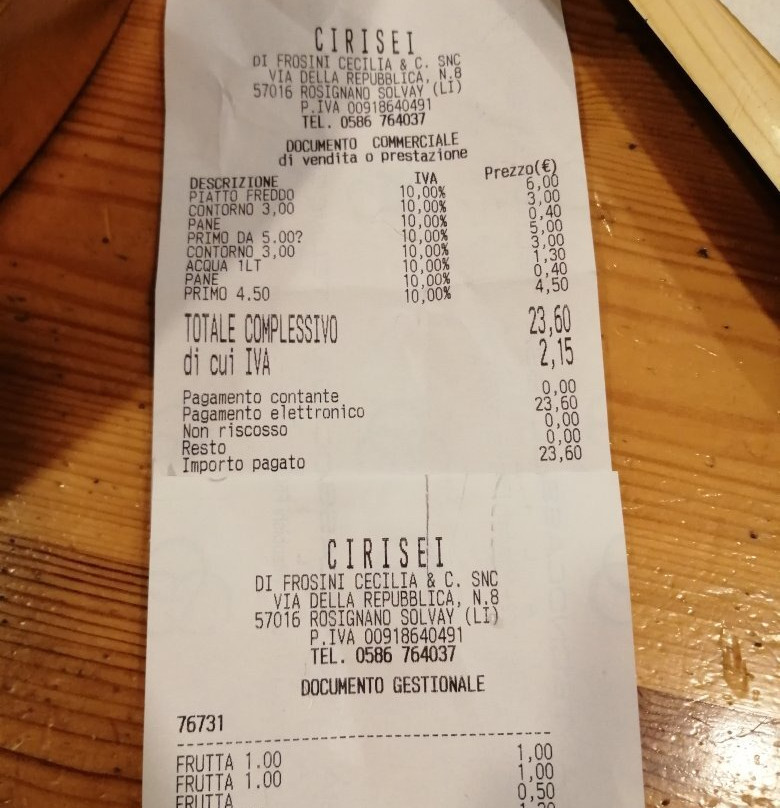 CIRISEI
DI FROSINI CECILIA & C. SNC
VIA DELLA REPUBBLICA, N.8
57016 ROSIGNANO SOLVAY (LI)
P.IVA 00918640491
TEL. 0586 764037
DOCUMENTO COMMERCIALE
di vendita o prestazione
DESCRIZIONE IVA Prezzo(€)
PIATTO FREDDO 10,00% 6,00
CONTORNO 3,00 10,00% 3,00
PANE 10,00% 0,40
PRIMO DA 5.00? 10,00% 5,00
CONTORNO 3,00 10,00% 3,00
ACQUA 1LT 10,00% 1,30
PANE 10,00% 0,40
PRIMO 4.50 10,00% 4,50
TOTALE COMPLESSIVO 23,60
di cui IVA 2,15
Pagamento contante 0,00
Pagamento elettronico 23,60
Non riscosso 0,00
Resto 0,00
Importo pagato 23,60
CIRISEI
DI FROSINI CECILIA & C. SNC
VIA DELLA REPUBBLICA, N.8
57016 ROSIGNANO SOLVAY (LI)
P.IVA 00918640491
TEL. 0586 764037
DOCUMENTO GESTIONALE
76731
FRUTTA 1.00 1,00
FRUTTA 1.00 1,00
FRUTTA 0,50